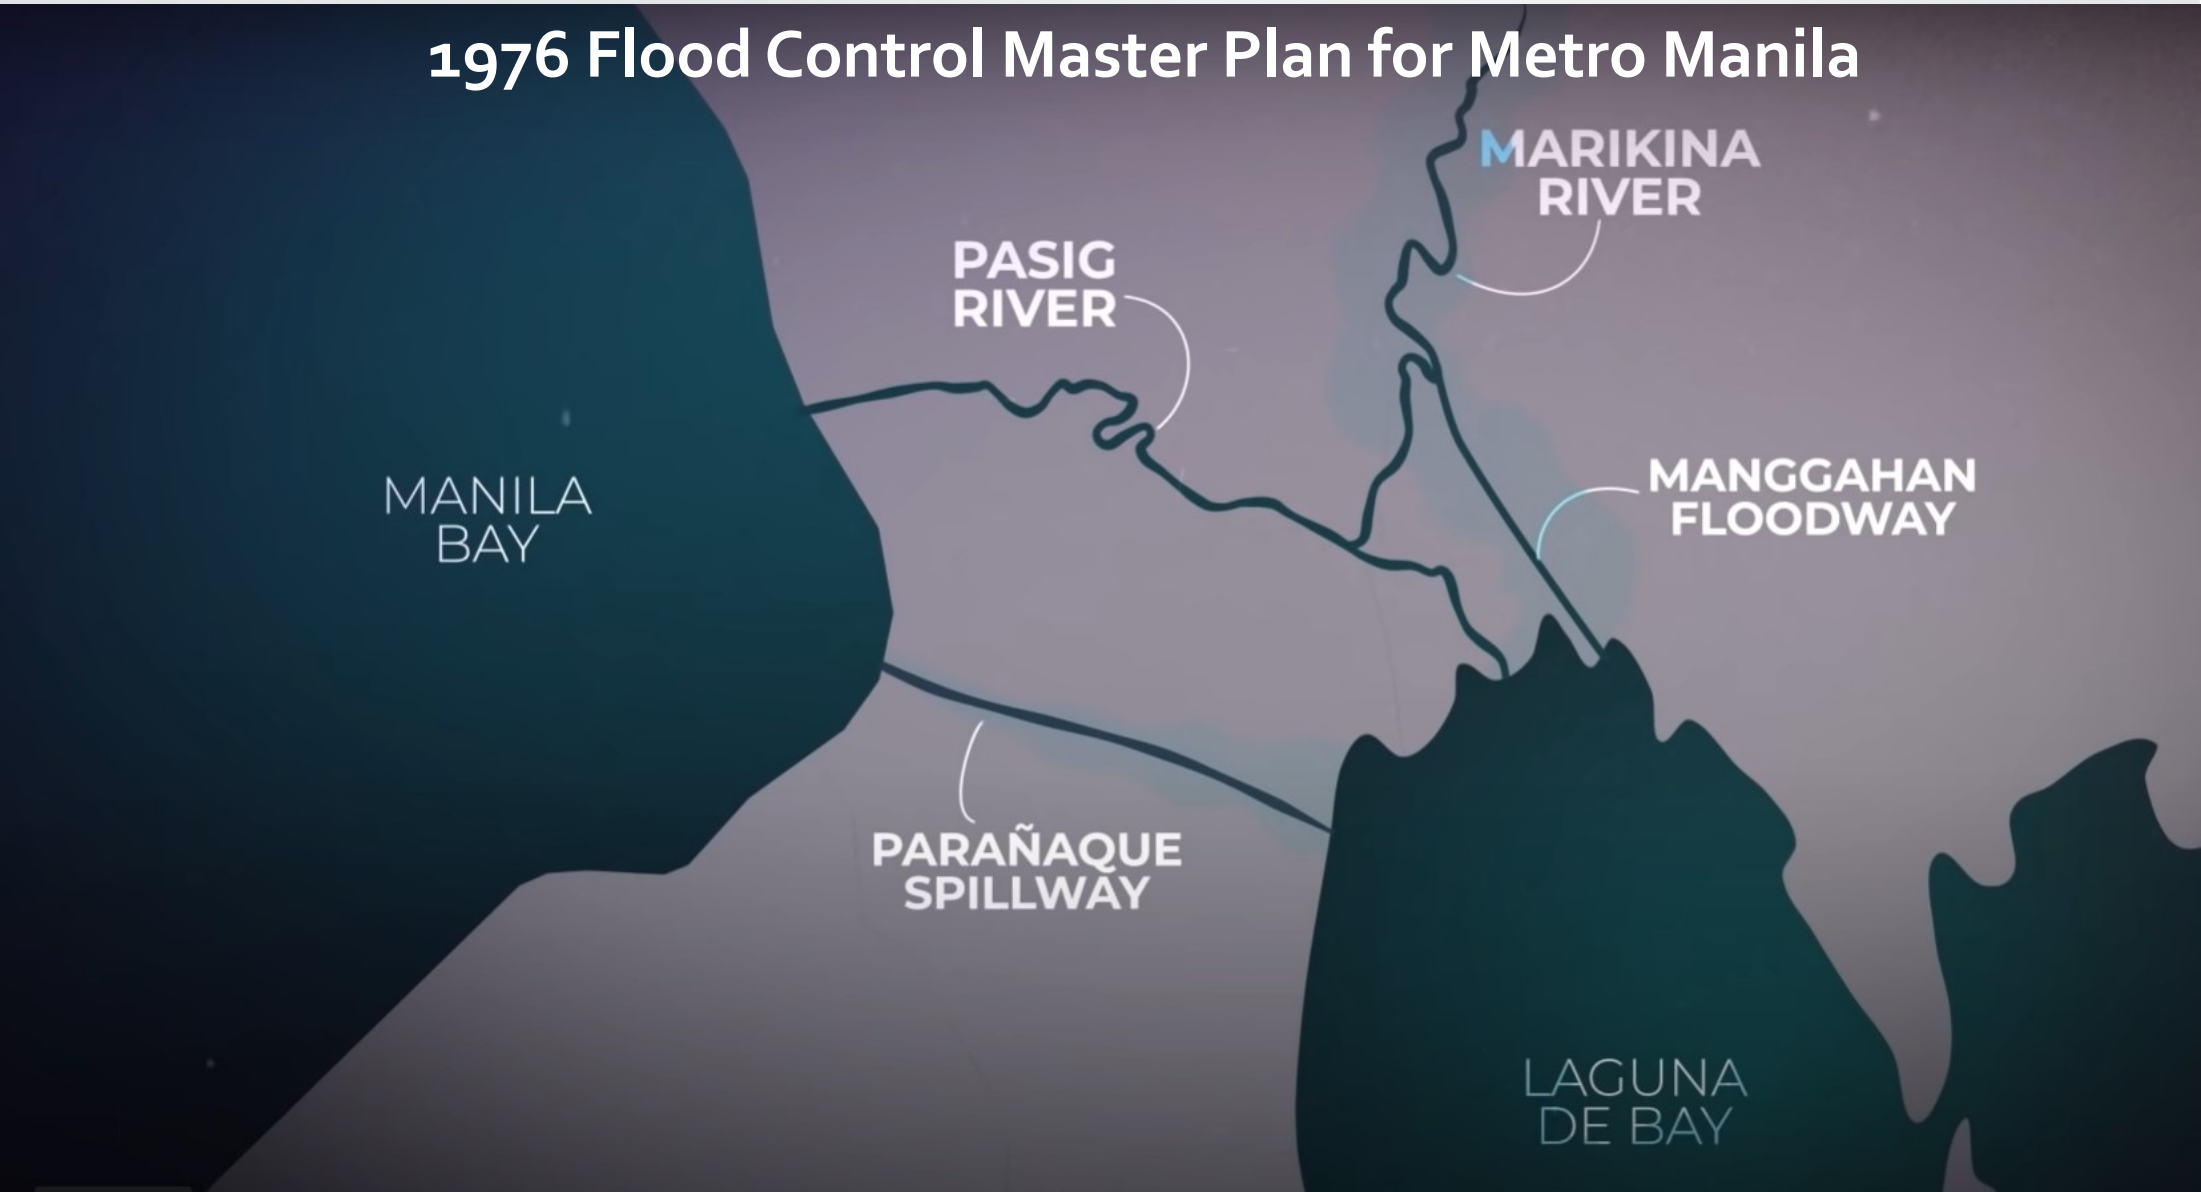 1976 Flood Control Master Plan for Metro Manila
MARIKINA
RIVER
PASIG
RIVER
MANILA
BAY
MANGGAHAN
FLOODWAY
PARAÑAQUE
SPILLWAY
LAGUNA
DE BAY